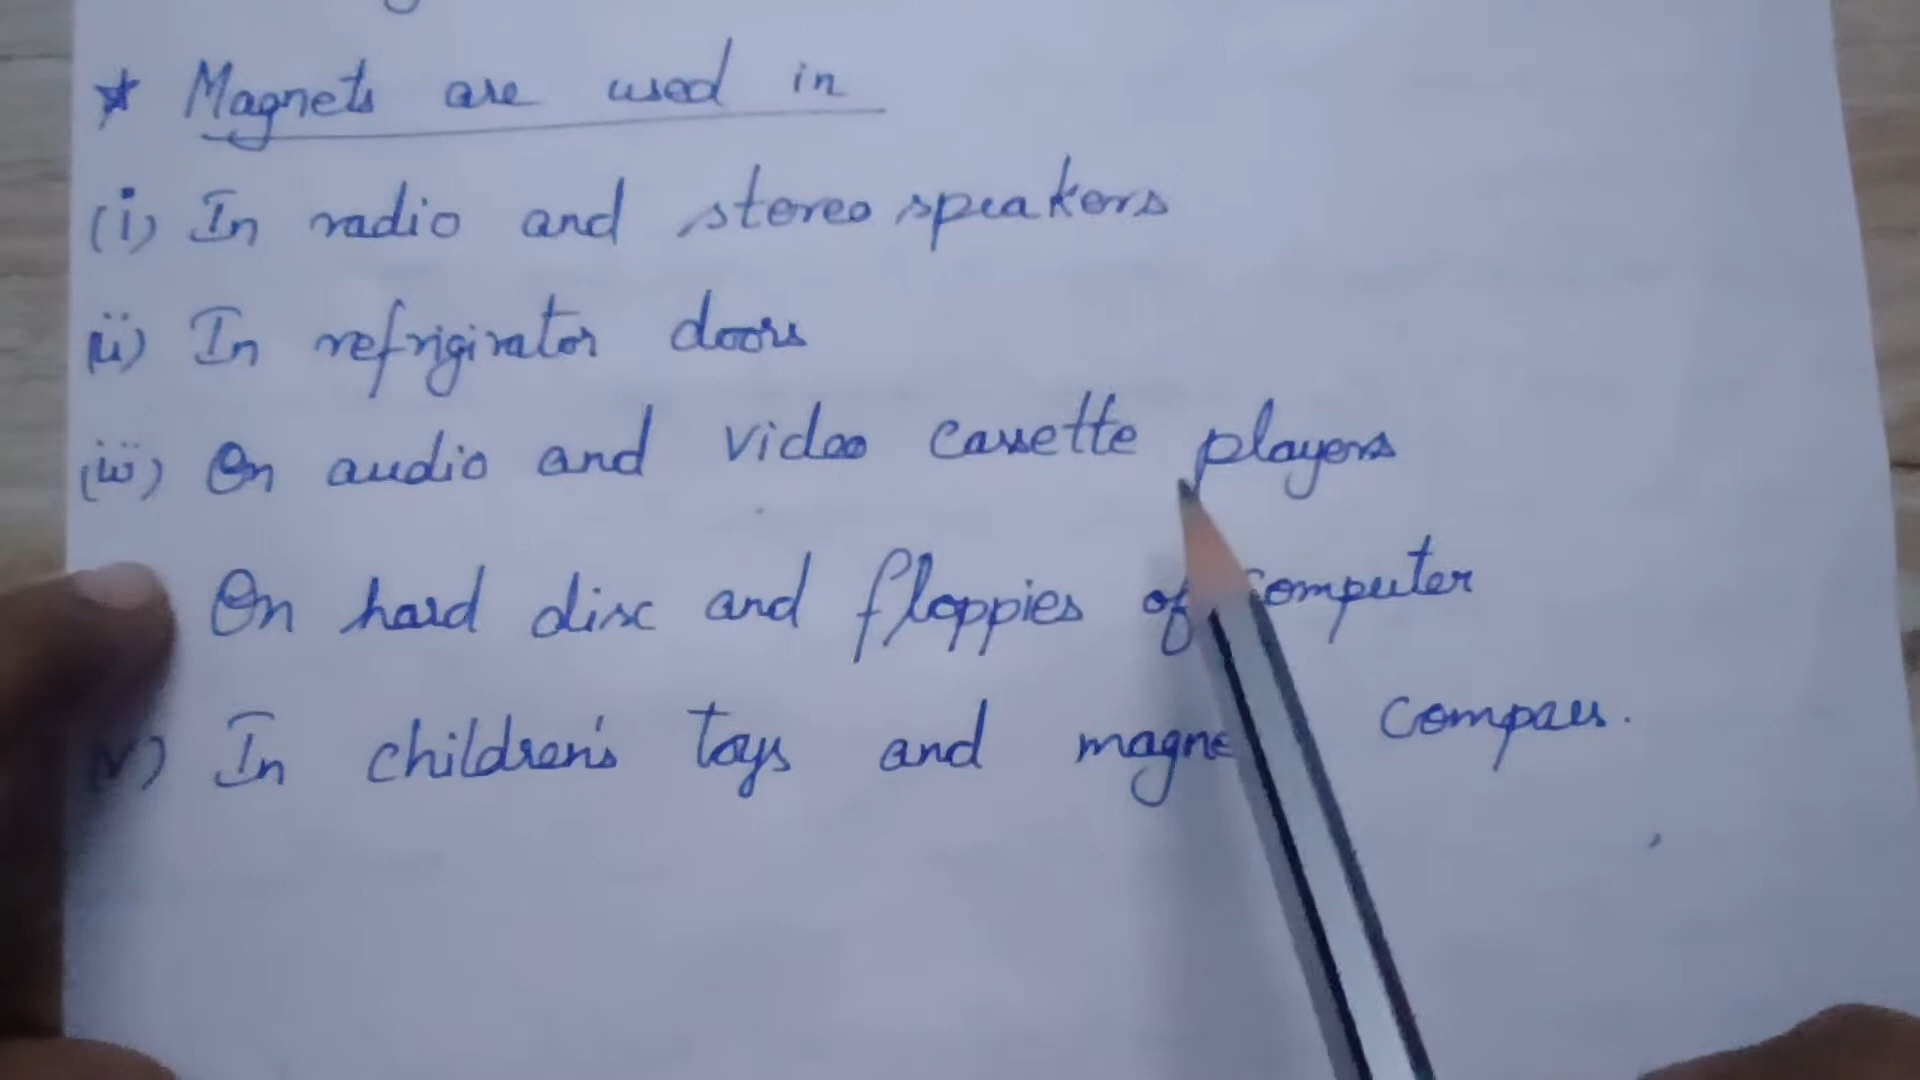 * Magnets are used in
(i) In radio and stereo speakers
(ii) In refrigirator doors
(iii) On audio and video cassette players
On hard disc and floppies of computer
v) In children's toys and compass.